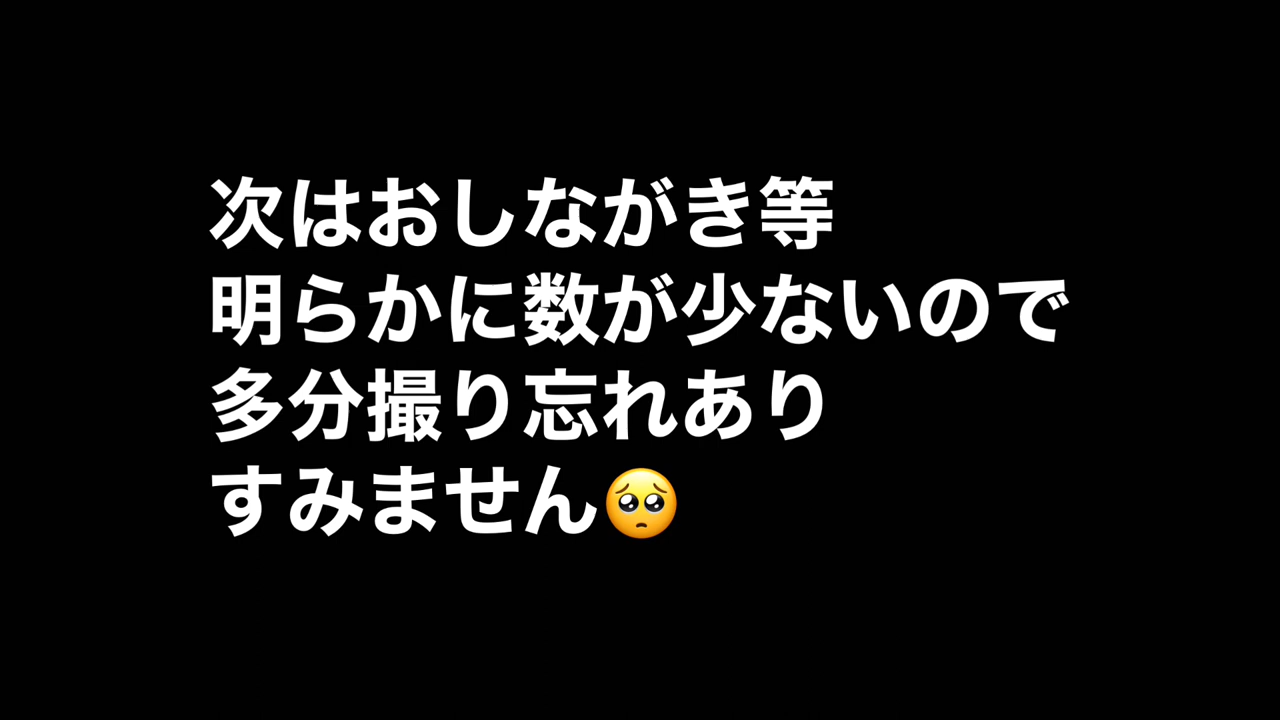 次はおしながき等
明らかに数が少ないので
多分撮り忘れあり
すみません🥺